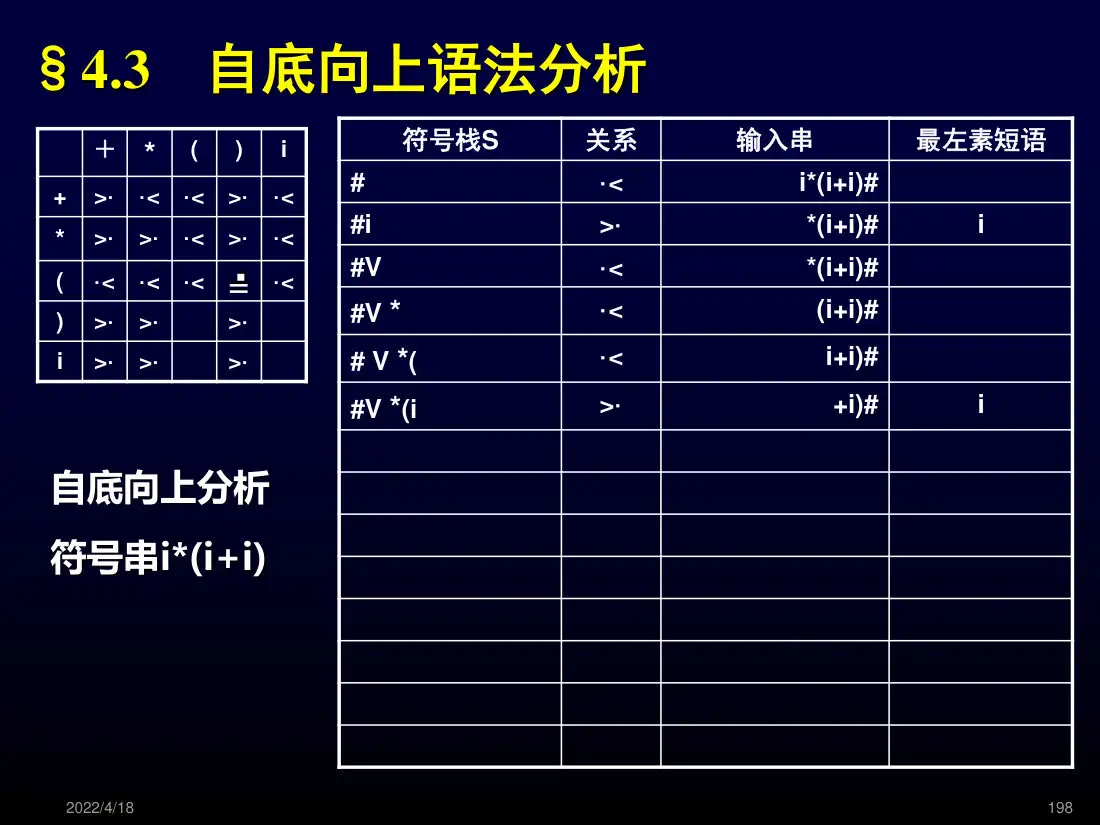 §4.3 自底向上语法分析
＋ * ( ) i
+ >· ·< ·< >· ·<
* >· >· ·< >· ·<
( ·< ·< ·< ≐ ·<
) >· >· >·
i >· >· >·
自底向上分析
符号串i*(i+i)
符号栈S 关系 输入串 最左素短语
# ·< i*(i+i)#
#i >· *(i+i)# i
#V ·< *(i+i)#
#V * ·< (i+i)#
# V *( ·< i+i)#
#V *(i >· +i)# i
2022/4/18 198